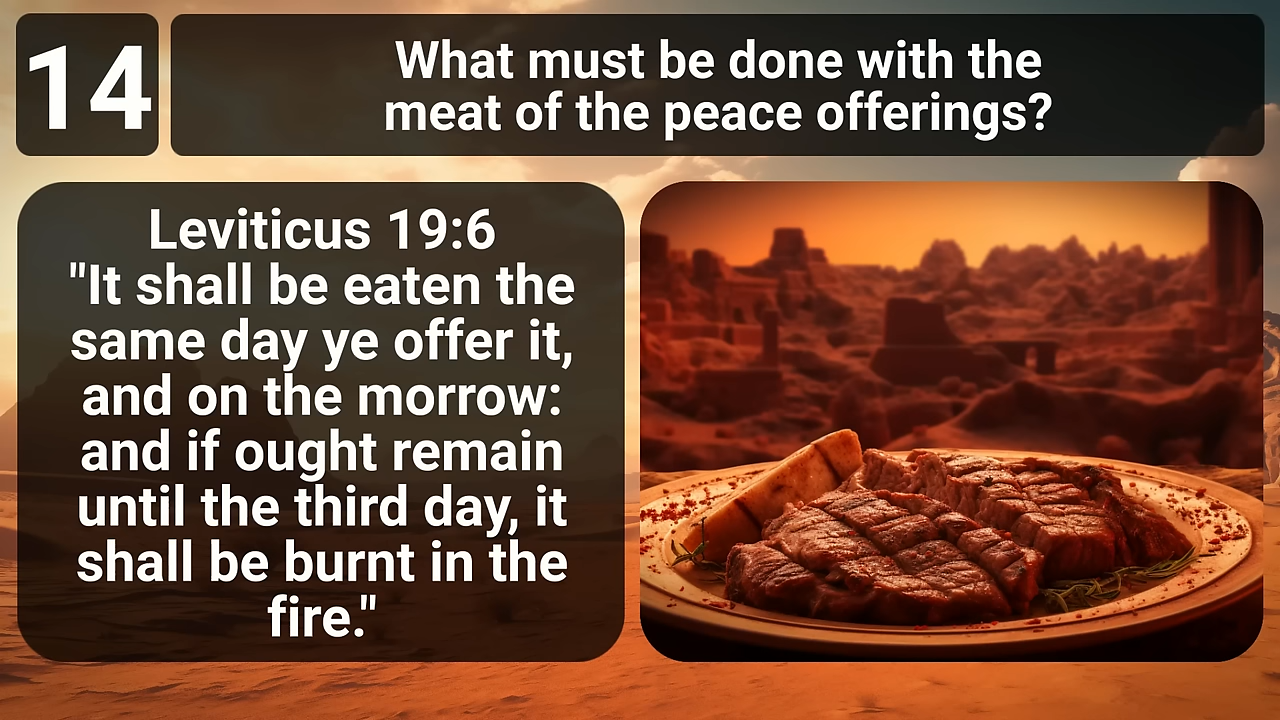 14
What must be done with the
meat of the peace offerings?
Leviticus 19:6
"It shall be eaten the
same day ye offer it,
and on the morrow:
and if ought remain
until the third day, it
shall be burnt in the
fire."